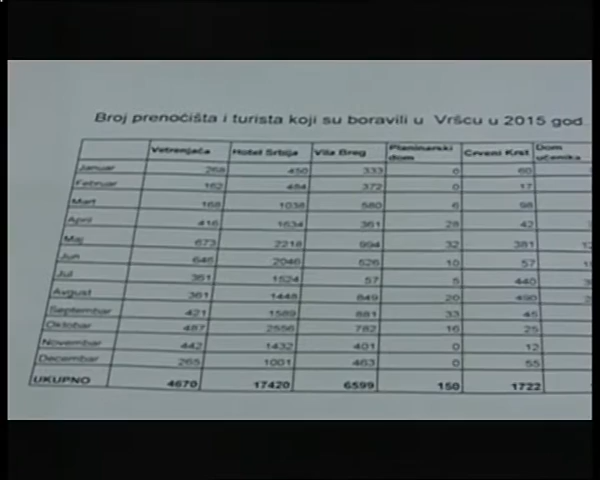 Broj prenoćišta i turista koji su boravili u Vršcu u 2015 god
Vetrenjača Hotel Srbija Vila Breg Planinarski dom Crveni Krst Dom učenika
Januar 268 450 333 0 60
Februar 162 484 372 0 17
Mart 168 1038 580 6 98
April 416 1634 361 28 42
Maj 673 2218 994 32 381
Jun 646 2046 526 10 57
Jul 361 1524 57 5 440
Avgust 361 1448 849 20 490
Septembar 421 1589 881 33 45
Oktobar 487 2556 782 16 25
Novembar 442 1432 401 0 12
Decembar 265 1001 463 0 55
UKUPNO 4670 17420 6599 150 1722